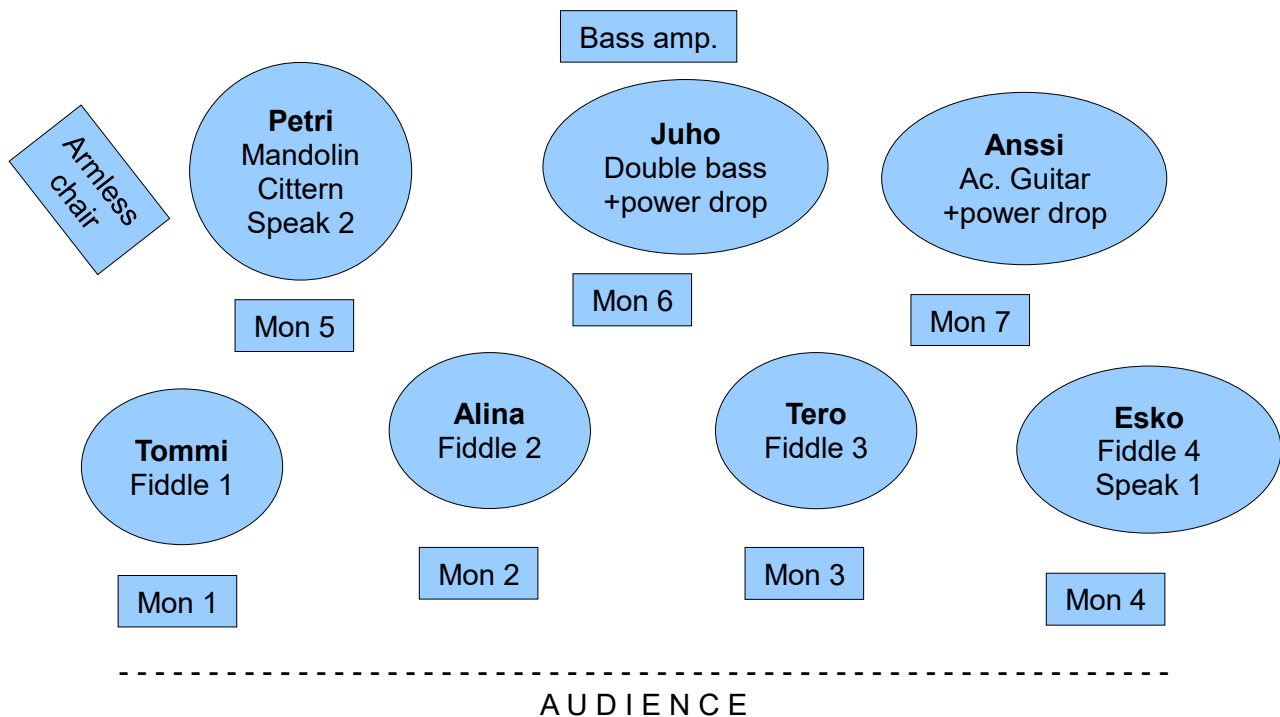 Bass amp.
Armless
chair
Petri
Mandolin
Cittern
Speak 2
Juho
Double bass
+power drop
Anssi
Ac. Guitar
+power drop
Mon 5
Mon 6
Mon 7
Tommi
Fiddle 1
Alina
Fiddle 2
Tero
Fiddle 3
Esko
Fiddle 4
Speak 1
Mon 1
Mon 2
Mon 3
Mon 4
AUDIENCE